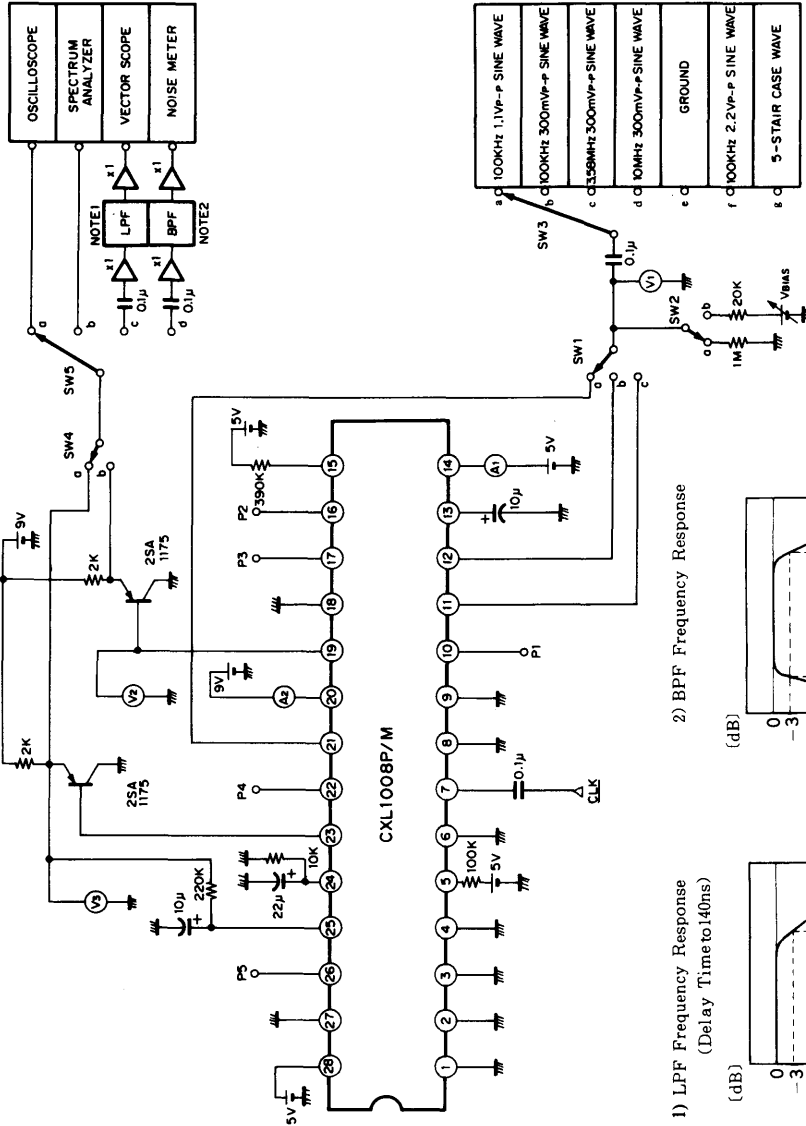 OSCILLOSCOPE
SPECTRUM
ANALYZER
VECTOR SCOPE
NOISE METER
NOTE1
LPF
BPF
NOTE2
x1
x1
x1
x1
0.1μ
0.1μ
a
b
c
d
SW5
SW4
a
b
9V
2K
2SA
1175
V2
2K
2SA
1175
V3
10μ
+
220K
22μ
+
10K
9V
A2
5V
390K
5V
P5
P4
P3
P2
28
27
26
25
24
23
22
21
20
19
18
17
16
15
CXL1008P/M
1
2
3
4
5
6
7
8
9
10
11
12
13
14
100K
5V
0.1μ
CLK
P1
+
10μ
A1
5V
SW1
a
b
c
V1
0.1μ
SW2
a
b
1M
20K
VBIAS
SW3
a 100KHz 1.1VP-P SINE WAVE
b 100KHz 300mVP-P SINE WAVE
c 3.58MHz 300mVP-P SINE WAVE
d 10MHz 300mVP-P SINE WAVE
e GROUND
f 100KHz 2.2VP-P SINE WAVE
g 5-STAIR CASE WAVE
1) LPF Frequency Response
(Delay Time to 140ns)
[dB]
0
-3
2) BPF Frequency Response
[dB]
0
-3